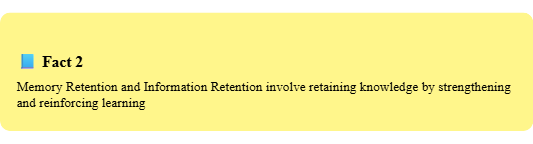 Fact 2
Memory Retention and Information Retention involve retaining knowledge by strengthening
and reinforcing learning